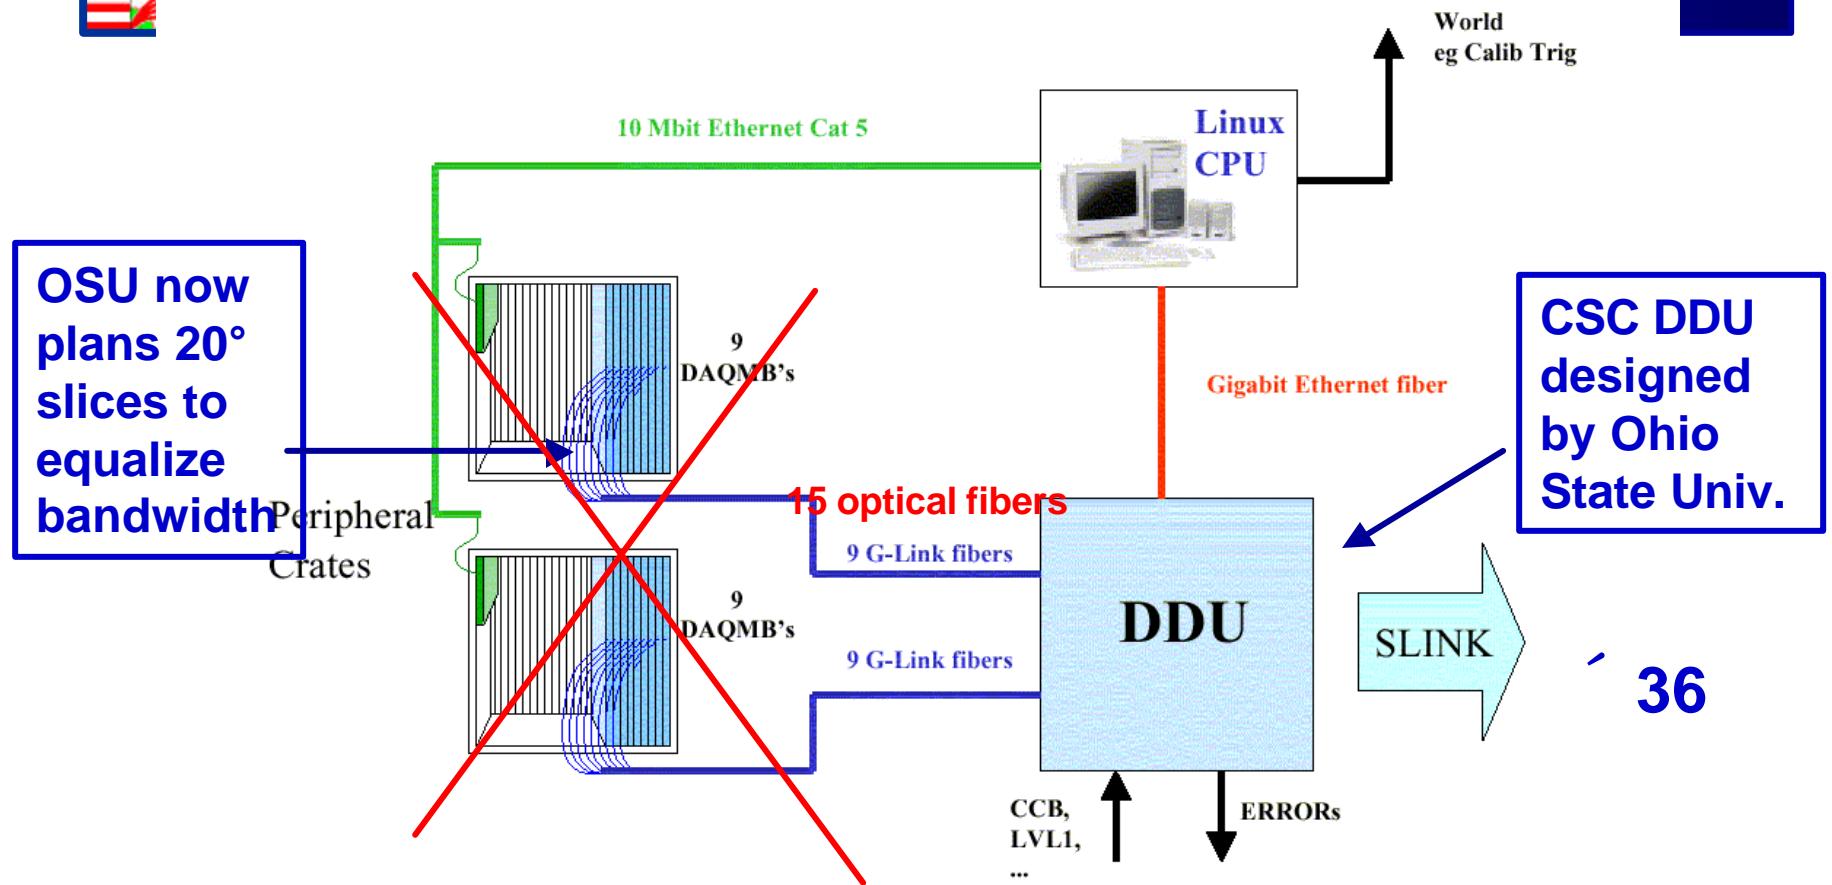 World
eg Calib Trig
10 Mbit Ethernet Cat 5
Linux
CPU
OSU now
plans 20°
slices to
equalize
bandwidth
9
DAQMB's
Gigabit Ethernet fiber
CSC DDU
designed
by Ohio
State Univ.
15 optical fibers
Peripheral
Crates
9 G-Link fibers
9
DAQMB's
DDU
SLINK
9 G-Link fibers
´ 36
CCB,
LVL1,
...
ERRORs